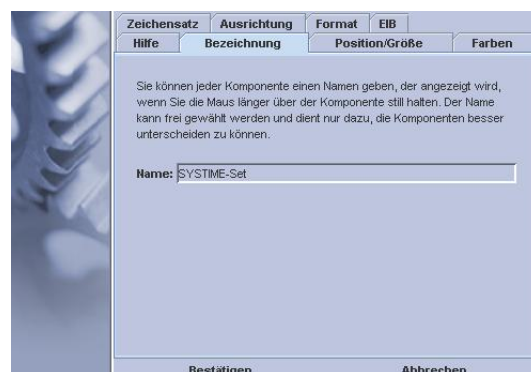 Zeichensatz Ausrichtung Format EIB
Hilfe Bezeichnung Position/Größe Farben
Sie können jeder Komponente einen Namen geben, der angezeigt wird,
wenn Sie die Maus länger über der Komponente still halten. Der Name
kann frei gewählt werden und dient nur dazu, die Komponenten besser
unterscheiden zu können.
Name: SYSTIME-Set
Bestätigen Abbrechen